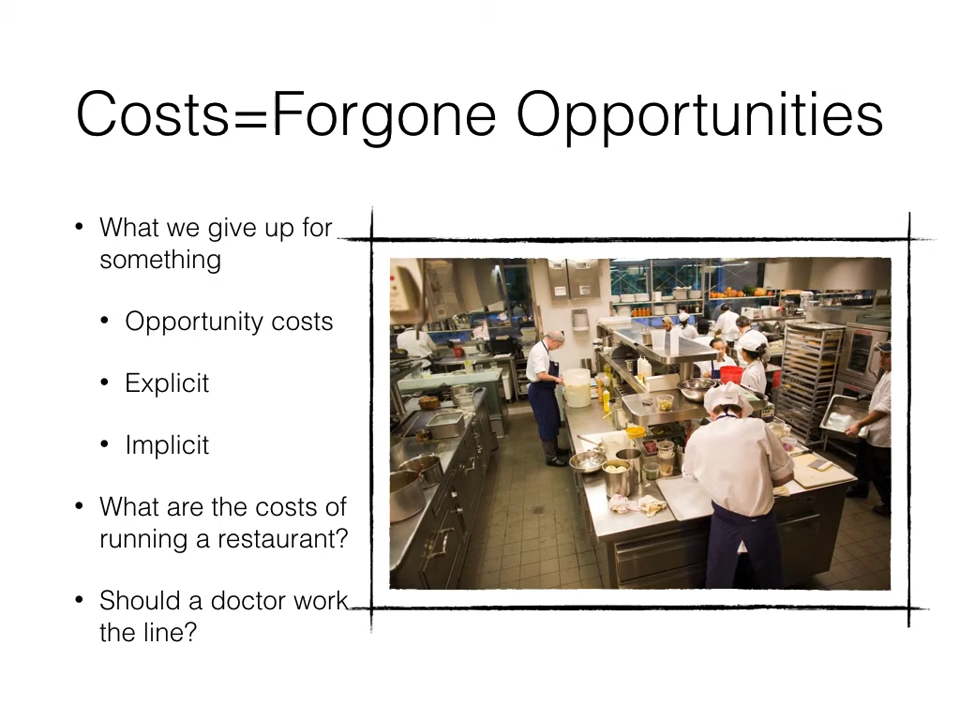 Costs=Forgone Opportunities
• What we give up for
something
• Opportunity costs
• Explicit
• Implicit
• What are the costs of
running a restaurant?
• Should a doctor work
the line?